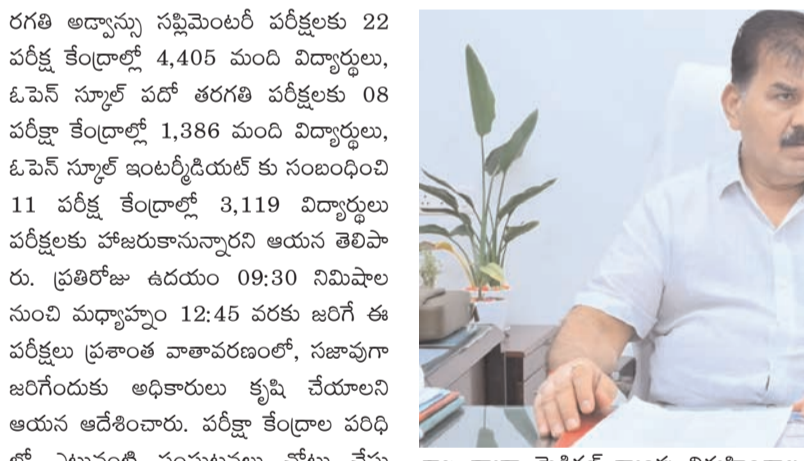 రగతి అడ్వాన్సు సప్లిమెంటరీ పరీక్షలకు 22
పరీక్ష కేంద్రాల్లో 4,405 మంది విద్యార్థులు,
ఓపెన్ స్కూల్ పదో తరగతి పరీక్షలకు 08
పరీక్షా కేంద్రాల్లో 1,386 మంది విద్యార్థులు,
ఓపెన్ స్కూల్ ఇంటర్మీడియట్ కు సంబంధించి
11 పరీక్ష కేంద్రాల్లో 3,119 విద్యార్థులు
పరీక్షలకు హాజరుకానున్నారని ఆయన తెలిపా
రు. ప్రతిరోజు ఉదయం 09:30 నిమిషాల
నుంచి మధ్యాహ్నం 12:45 వరకు జరిగే ఈ
పరీక్షలు ప్రశాంత వాతావరణంలో, సజావుగా
జరిగేందుకు అధికారులు కృషి చేయాలని
ఆయన ఆదేశించారు. పరీక్షా కేంద్రాల పరిధి